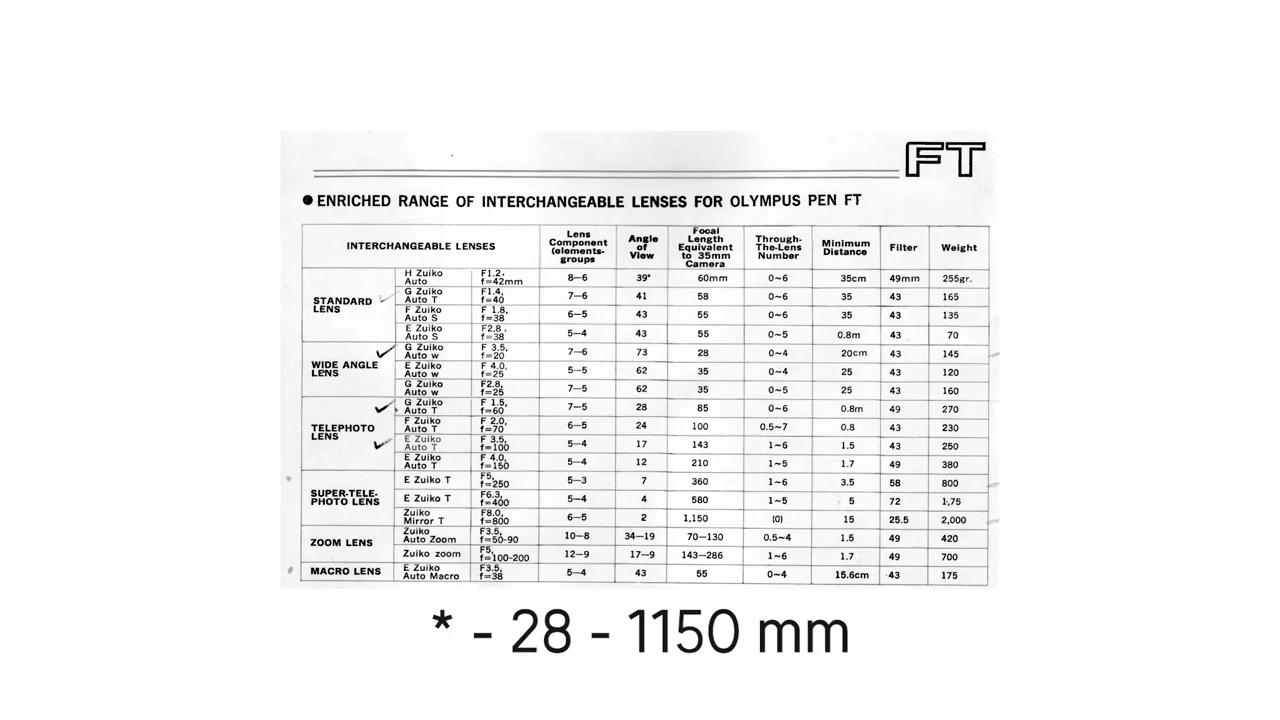 FT
● ENRICHED RANGE OF INTERCHANGEABLE LENSES FOR OLYMPUS PEN FT
INTERCHANGEABLE LENSES | Lens Component (elements-groups | Angle of View | Focal Length Equivalent to 35mm Camera | Through-The-Lens Number | Minimum Distance | Filter | Weight
STANDARD LENS
H Zuiko Auto | F1.2, f=42mm | 8–6 | 39° | 60mm | 0~6 | 35cm | 49mm | 255gr.
G Zuiko Auto T | F1.4, f=40 | 7–6 | 41 | 58 | 0~6 | 35 | 43 | 165
F Zuiko Auto S | F 1.8, f=38 | 6–5 | 43 | 55 | 0~6 | 35 | 43 | 135
E Zuiko Auto S | F2.8, f=38 | 5–4 | 43 | 55 | 0~5 | 0.8m | 43 | 70
WIDE ANGLE LENS
G Zuiko Auto w | F 3.5, f=20 | 7–6 | 73 | 28 | 0~4 | 20cm | 43 | 145
E Zuiko Auto w | F 4.0, f=25 | 5–5 | 62 | 35 | 0~4 | 25 | 43 | 120
G Zuiko Auto w | F2.8, f=25 | 7–5 | 62 | 35 | 0~5 | 25 | 43 | 160
TELEPHOTO LENS
G Zuiko Auto T | F 1.5, f=60 | 7–5 | 28 | 85 | 0~6 | 0.8m | 49 | 270
F Zuiko Auto T | F 2.0, f=70 | 6–5 | 24 | 100 | 0.5~7 | 0.8 | 43 | 230
E Zuiko Auto T | F 3.5, f=100 | 5–4 | 17 | 143 | 1~6 | 1.5 | 43 | 250
E Zuiko Auto T | F 4.0, f=150 | 5–4 | 12 | 210 | 1~5 | 1.7 | 49 | 380
SUPER-TELE-PHOTO LENS
E Zuiko T | F5, f=250 | 5–3 | 7 | 360 | 1~6 | 3.5 | 58 | 800
E Zuiko T | F6.3, f=400 | 5–4 | 4 | 580 | 1~5 | 5 | 72 | 1.75
Zuiko Mirror T | F8.0, f=800 | 6–5 | 2 | 1,150 | (0) | 15 | 25.5 | 2,000
ZOOM LENS
Zuiko Auto Zoom | F3.5, f=50-90 | 10–8 | 34–19 | 70–130 | 0.5~4 | 1.5 | 49 | 420
Zuiko zoom | F5, f=100-200 | 12–9 | 17–9 | 143–286 | 1~6 | 1.7 | 49 | 700
MACRO LENS
E Zuiko Auto Macro | F3.5, f=38 | 5–4 | 43 | 55 | 0~4 | 15.6cm | 43 | 175
* - 28 - 1150 mm